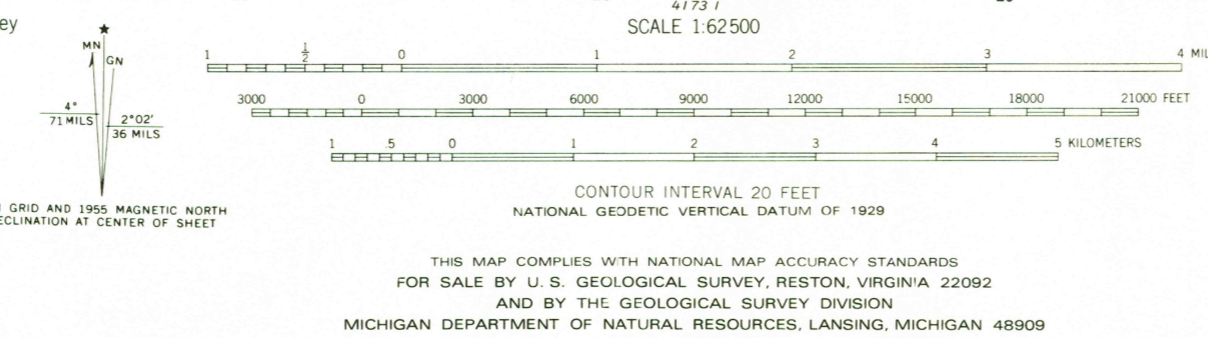 4173 I
SCALE 1:62500
ey
★
MN
GN
4°
71 MILS
2°02'
36 MILS
GRID AND 1955 MAGNETIC NORTH
ECLINATION AT CENTER OF SHEET
1 1/2 0 1 2 3 4 MIL
3000 0 3000 6000 9000 12000 15000 18000 21000 FEET
1 .5 0 1 2 3 4 5 KILOMETERS
CONTOUR INTERVAL 20 FEET
NATIONAL GEODETIC VERTICAL DATUM OF 1929
THIS MAP COMPLIES WITH NATIONAL MAP ACCURACY STANDARDS
FOR SALE BY U. S. GEOLOGICAL SURVEY, RESTON, VIRGINIA 22092
AND BY THE GEOLOGICAL SURVEY DIVISION
MICHIGAN DEPARTMENT OF NATURAL RESOURCES, LANSING, MICHIGAN 48909